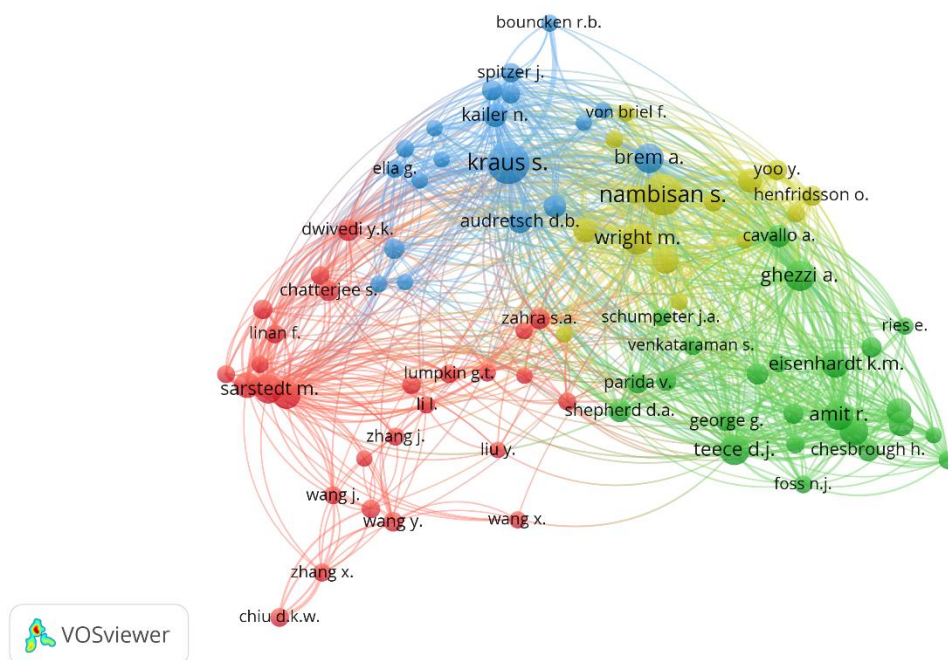 bouncken r.b.
spitzer j.
kailer n.
von briel f.
kraus s.
brem a.
elia g.
yoo y.
nambisan s.
henfridsson o.
audretsch d.b.
dwivedi y.k.
wright m.
cavallo a.
ghezzi a.
chatterjee s.
zahra s.a.
schumpeter j.a.
ries e.
linan f.
venkataraman s.
eisenhardt k.m.
lumpkin g.t.
sarstedt m.
parida v.
li l.
shepherd d.a.
amit r.
george g.
zhang j.
liu y.
teece d.j.
chesbrough h.
foss n.j.
wang j.
wang y.
wang x.
zhang x.
chiu d.k.w.
VOSviewer